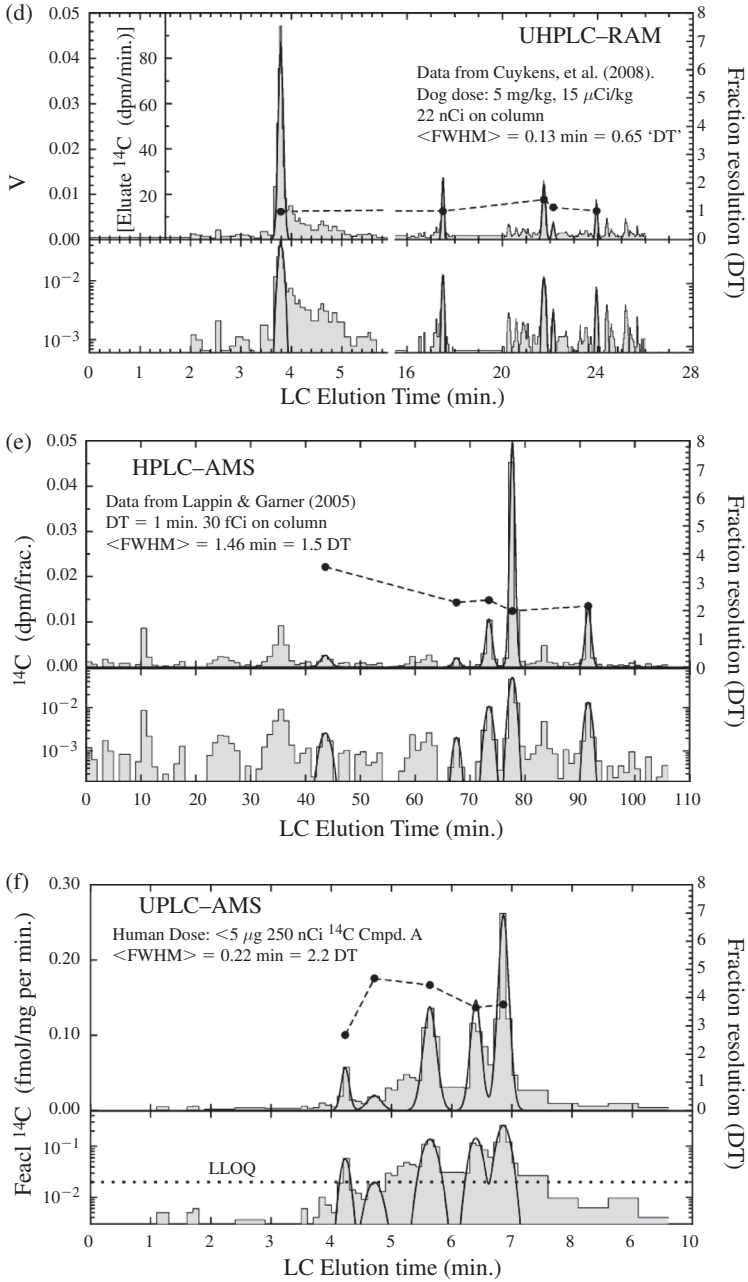 (d)
UHPLC–RAM
Data from Cuykens, et al. (2008).
Dog dose: 5 mg/kg, 15 μCi/kg
22 nCi on column
<FWHM> = 0.13 min = 0.65 ‘DT’
V
0.05
0.04
0.03
0.02
0.01
0.00
10⁻²
10⁻³
[Eluate ¹⁴C (dpm/min.)]
80
60
40
20
Fraction resolution (DT)
8
7
6
5
4
3
2
1
0
0 1 2 3 4 5 16 20 24 28
LC Elution Time (min.)
(e)
HPLC–AMS
Data from Lappin & Garner (2005)
DT = 1 min. 30 fCi on column
<FWHM> = 1.46 min = 1.5 DT
¹⁴C (dpm/frac.)
0.05
0.04
0.03
0.02
0.01
0.00
10⁻²
10⁻³
Fraction resolution (DT)
8
7
6
5
4
3
2
1
0
0 10 20 30 40 50 60 70 80 90 100 110
LC Elution Time (min.)
(f)
UPLC–AMS
Human Dose: <5 μg 250 nCi ¹⁴C Cmpd. A
<FWHM> = 0.22 min = 2.2 DT
Feacl ¹⁴C (fmol/mg per min.)
0.30
0.20
0.10
0.00
10⁻¹
10⁻²
LLOQ
Fraction resolution (DT)
8
7
6
5
4
3
2
1
0
0 1 2 3 4 5 6 7 8 6 10
LC Elution time (min.)